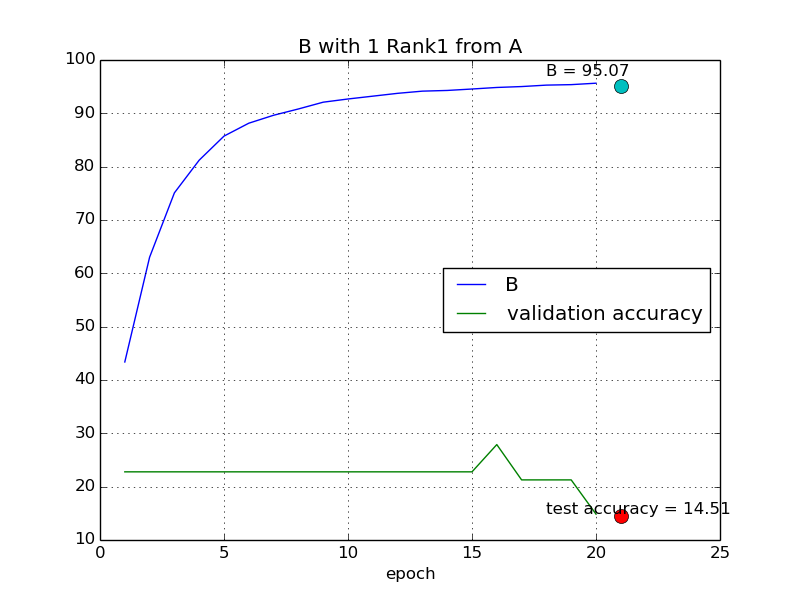 B with 1 Rank1 from A
100
90
80
70
60
50
40
30
20
10
B = 95.07
B
validation accuracy
test accuracy = 14.51
0 5 10 15 20 25
epoch